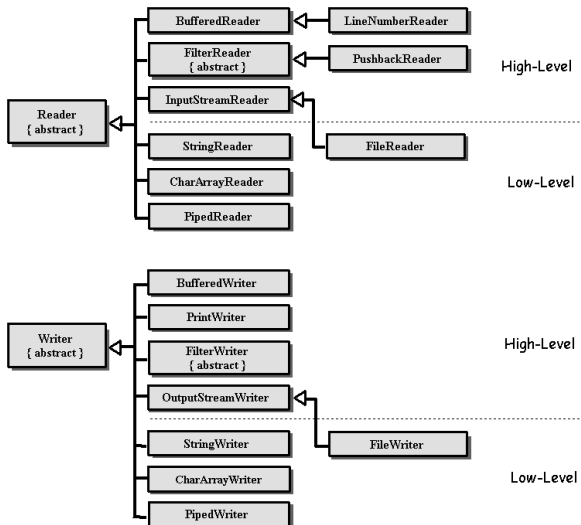 BufferedReader
LineNumberReader
FilterReader
{ abstract }
PushbackReader
High-Level
InputStreamReader
Reader
{ abstract }
StringReader
FileReader
CharArrayReader
Low-Level
PipedReader
BufferedWriter
PrintWriter
Writer
{ abstract }
High-Level
FilterWriter
{ abstract }
OutputStreamWriter
StringWriter
FileWriter
CharArrayWriter
Low-Level
PipedWriter